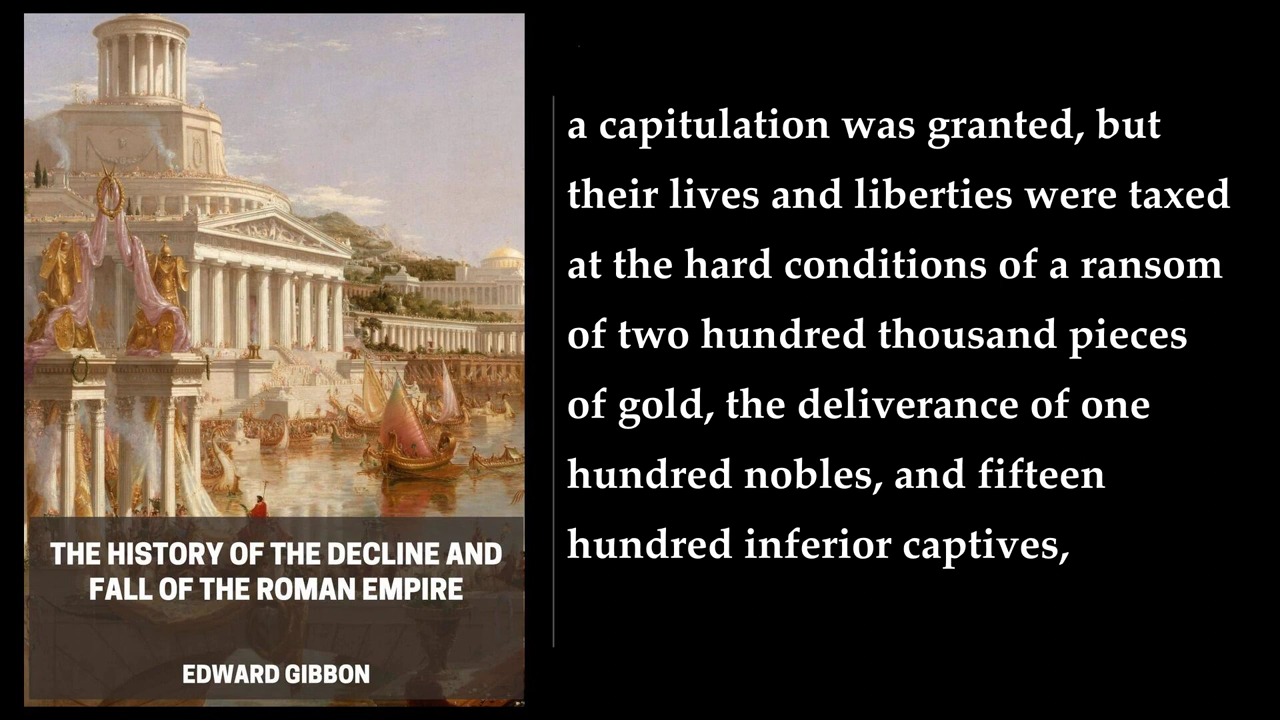 THE HISTORY OF THE DECLINE AND
FALL OF THE ROMAN EMPIRE
EDWARD GIBBON
a capitulation was granted, but
their lives and liberties were taxed
at the hard conditions of a ransom
of two hundred thousand pieces
of gold, the deliverance of one
hundred nobles, and fifteen
hundred inferior captives,